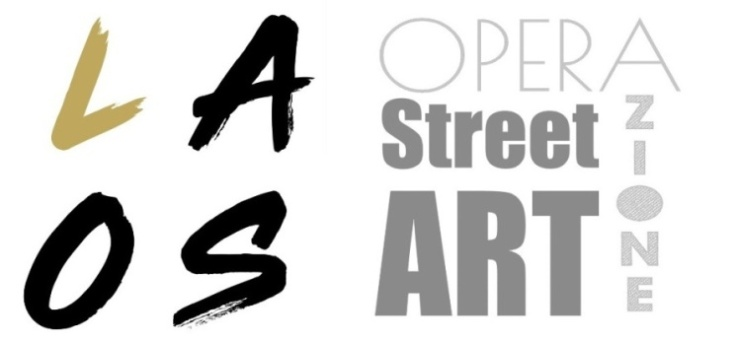 L A
O S
OPERA
ZIONE
Street
ART